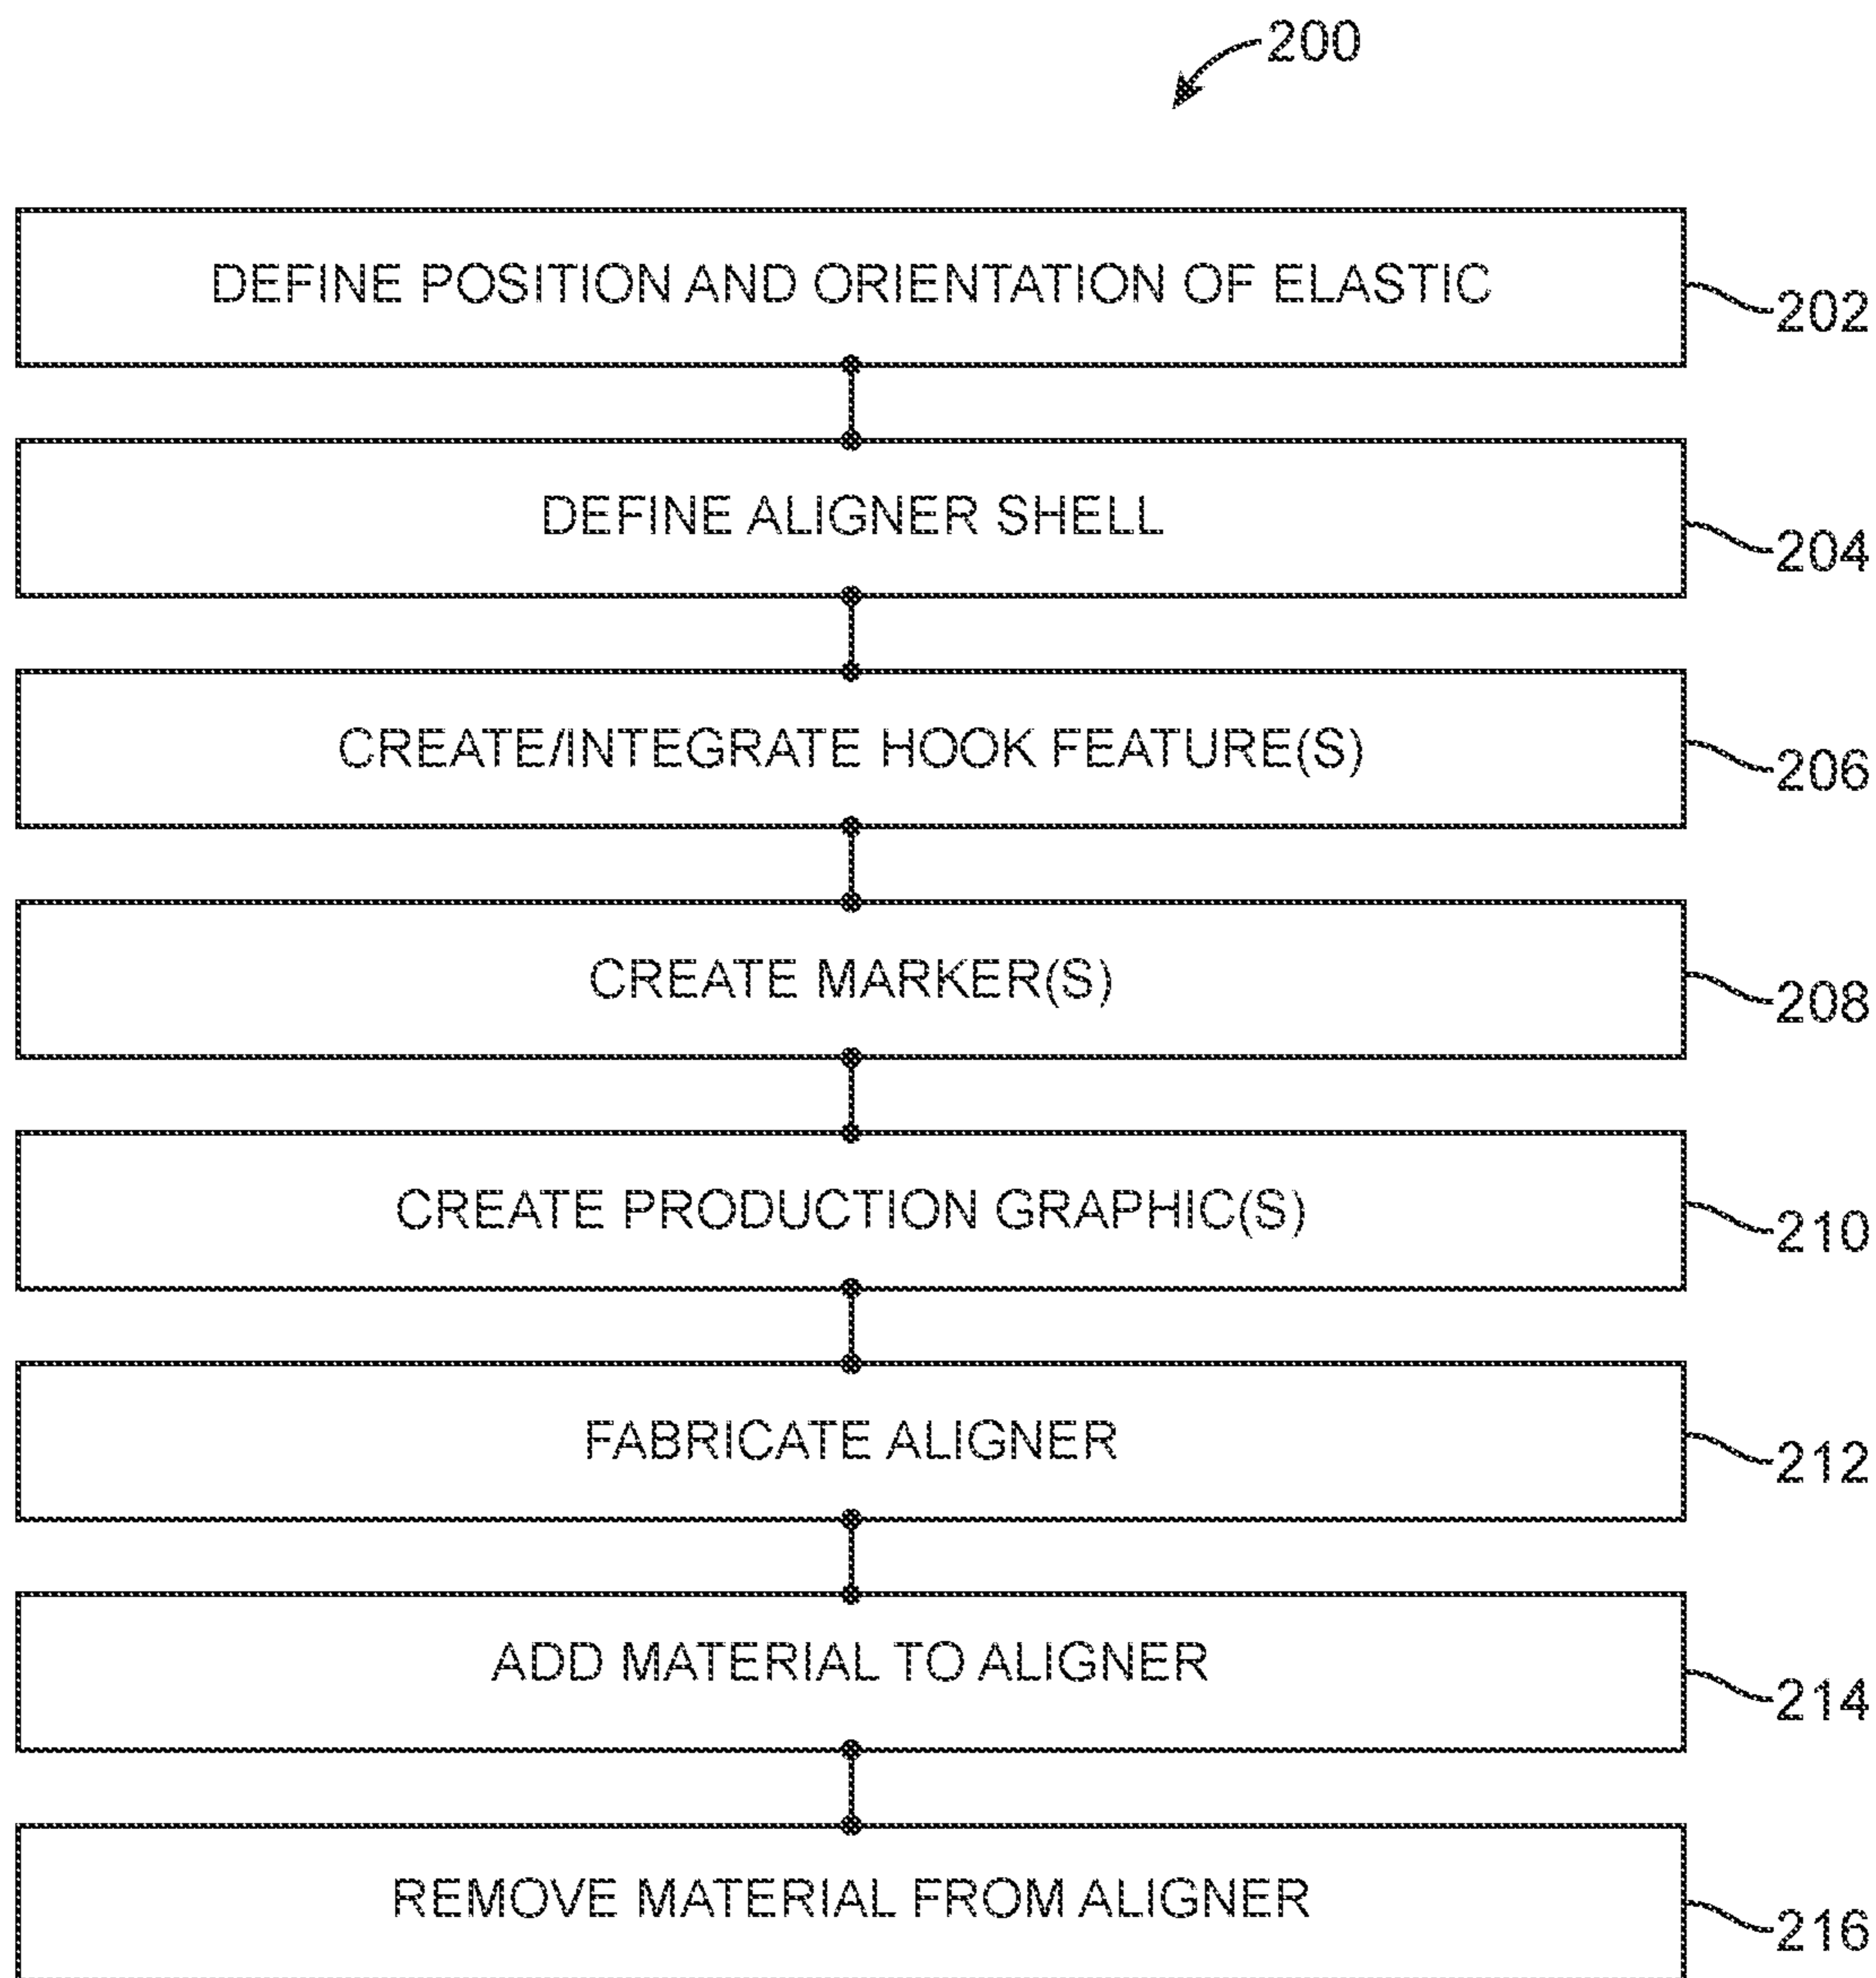 200
DEFINE POSITION AND ORIENTATION OF ELASTIC
202
DEFINE ALIGNER SHELL
204
CREATE/INTEGRATE HOOK FEATURE(S)
206
CREATE MARKER(S)
208
CREATE PRODUCTION GRAPHIC(S)
210
FABRICATE ALIGNER
212
ADD MATERIAL TO ALIGNER
214
REMOVE MATERIAL FROM ALIGNER
216